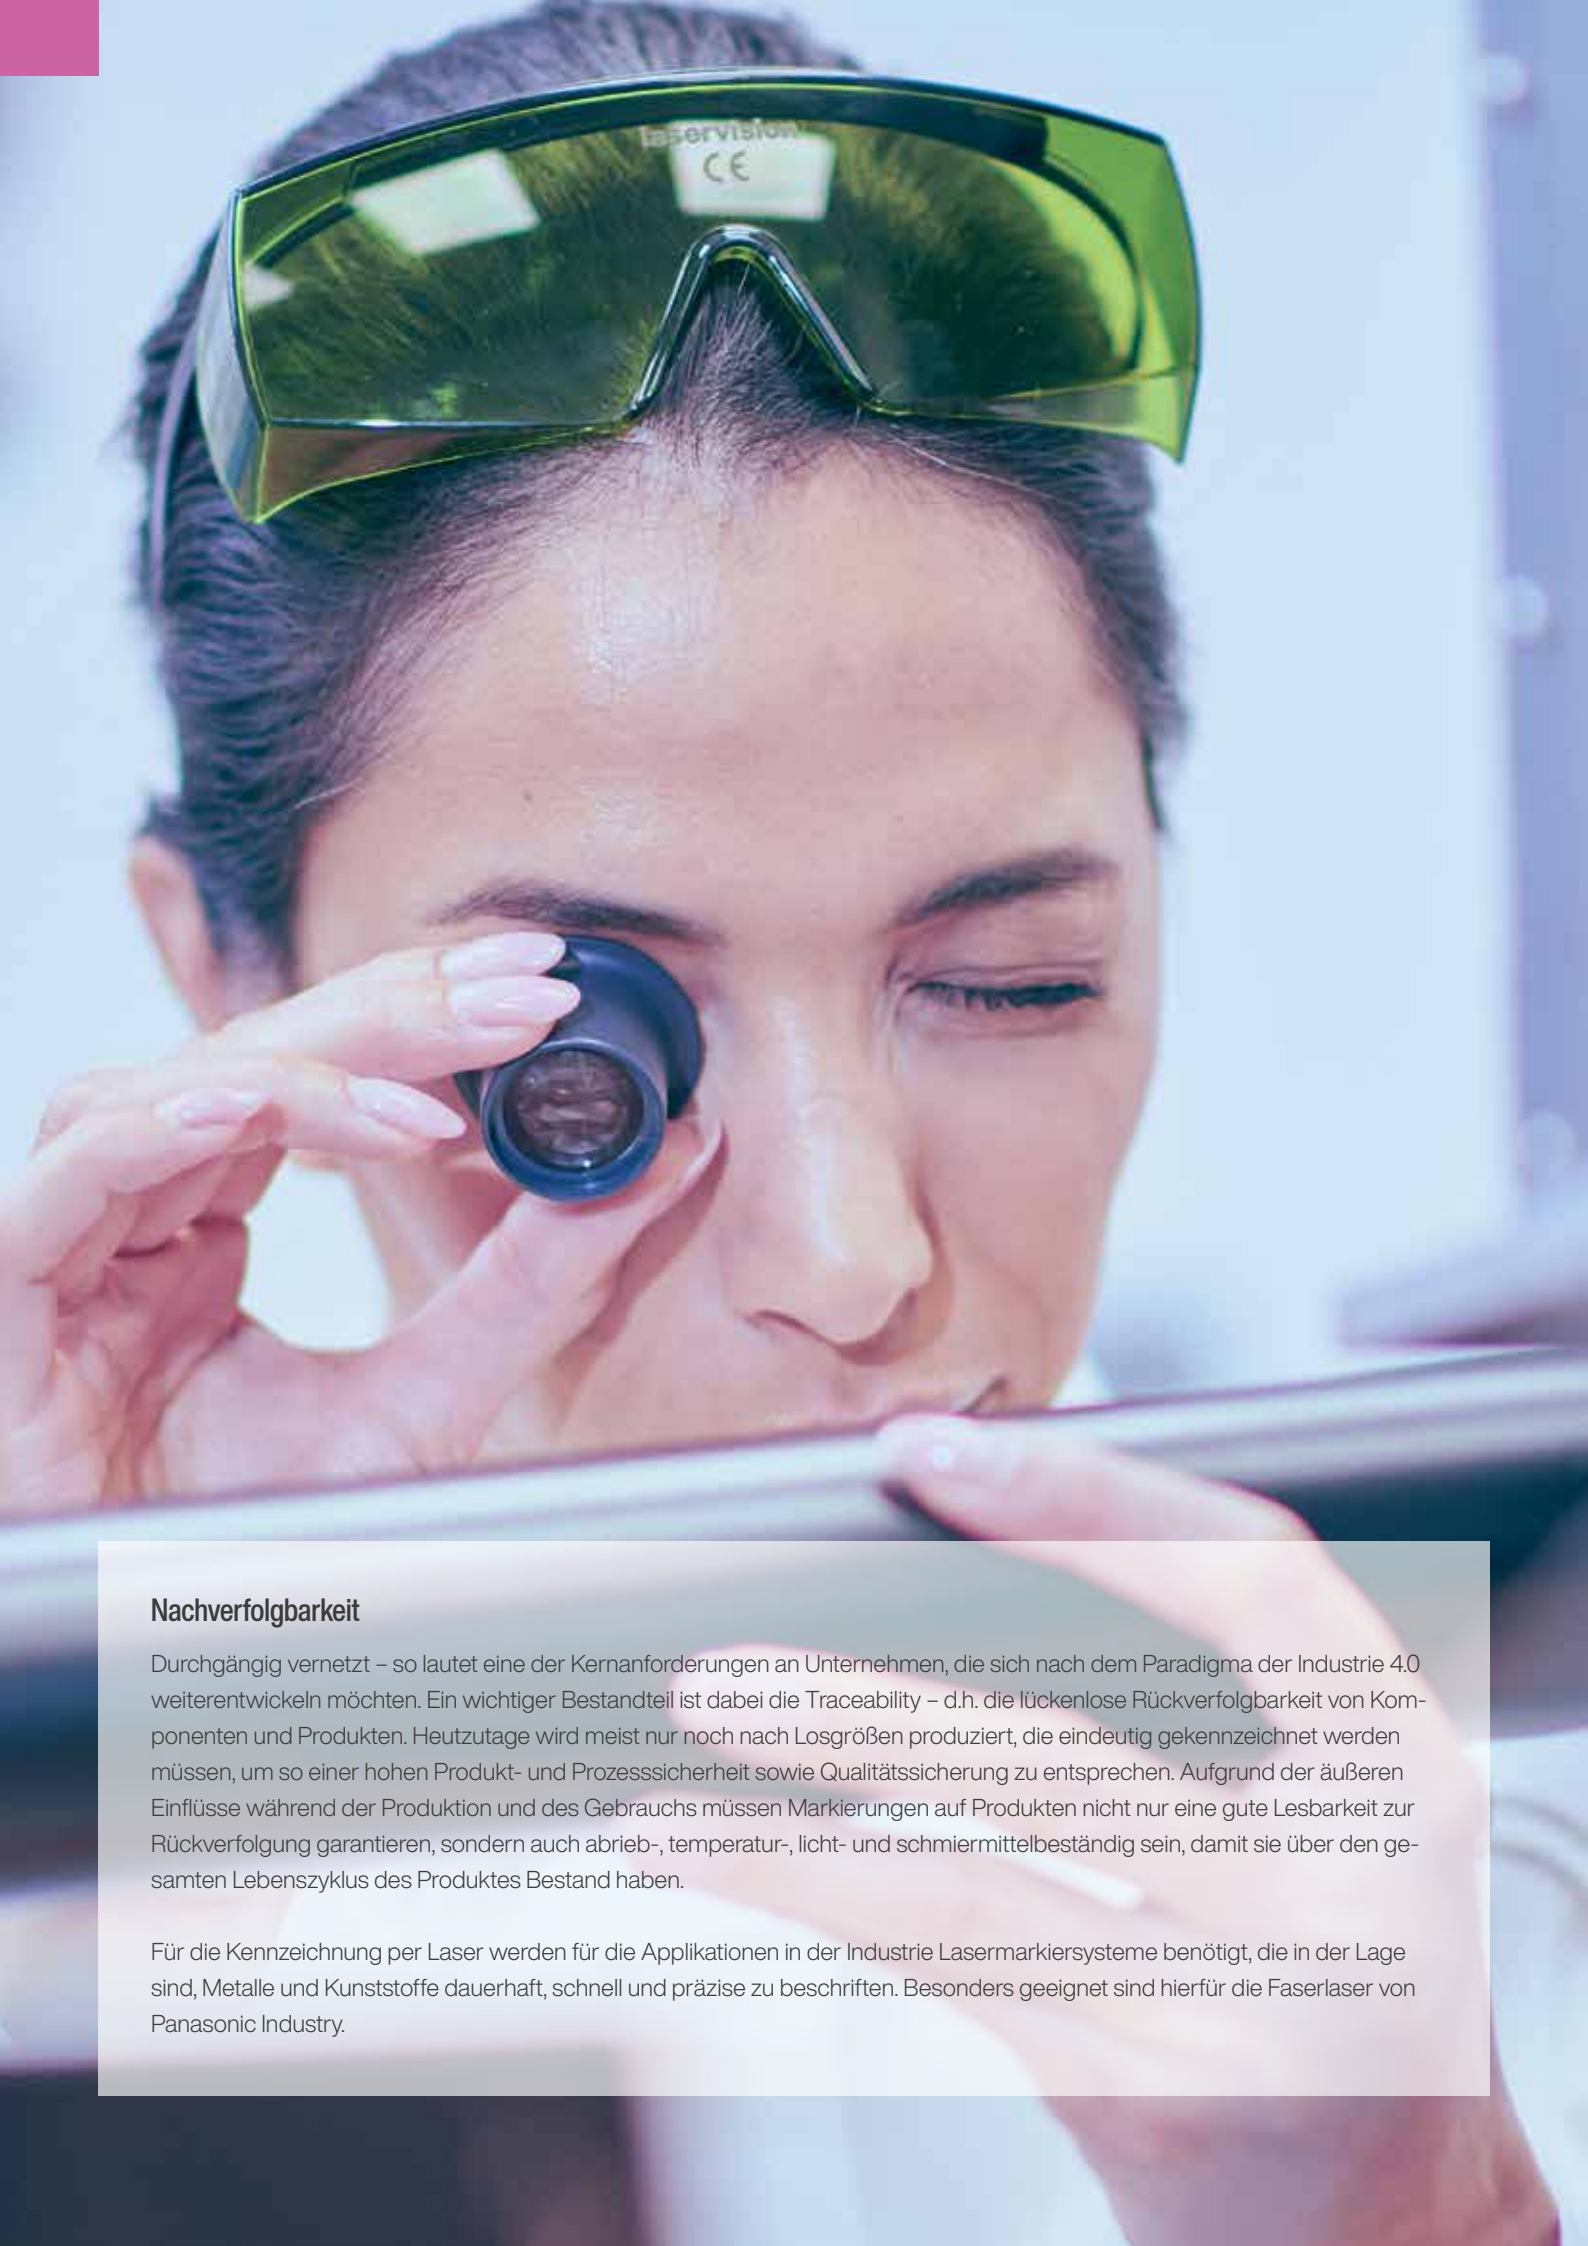 laservision
CE
Nachverfolgbarkeit
Durchgängig vernetzt – so lautet eine der Kernanforderungen an Unternehmen, die sich nach dem Paradigma der Industrie 4.0
weiterentwickeln möchten. Ein wichtiger Bestandteil ist dabei die Traceability – d.h. die lückenlose Rückverfolgbarkeit von Kom-
ponenten und Produkten. Heutzutage wird meist nur noch nach Losgrößen produziert, die eindeutig gekennzeichnet werden
müssen, um so einer hohen Produkt- und Prozesssicherheit sowie Qualitätssicherung zu entsprechen. Aufgrund der äußeren
Einflüsse während der Produktion und des Gebrauchs müssen Markierungen auf Produkten nicht nur eine gute Lesbarkeit zur
Rückverfolgung garantieren, sondern auch abrieb-, temperatur-, licht- und schmiermittelbeständig sein, damit sie über den ge-
samten Lebenszyklus des Produktes Bestand haben.
Für die Kennzeichnung per Laser werden für die Applikationen in der Industrie Lasermarkiersysteme benötigt, die in der Lage
sind, Metalle und Kunststoffe dauerhaft, schnell und präzise zu beschriften. Besonders geeignet sind hierfür die Faserlaser von
Panasonic Industry.